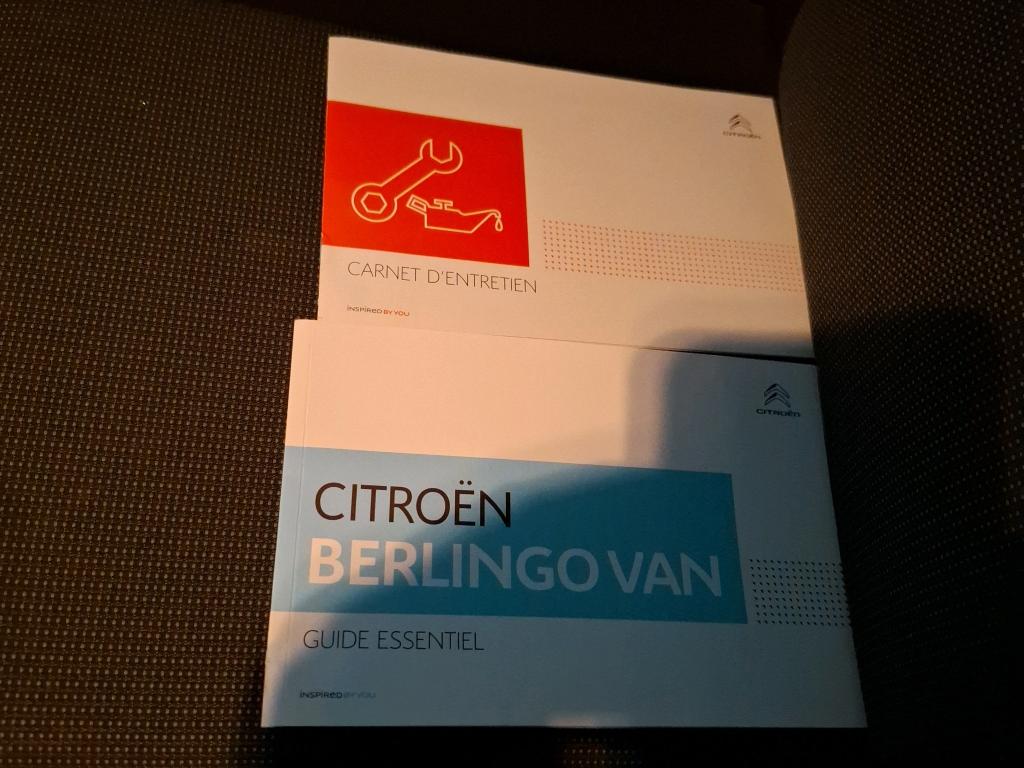 CITROËN
CARNET D'ENTRETIEN
INSPIRED BY YOU
CITROËN
CITROËN
BERLINGO VAN
GUIDE ESSENTIEL
INSPIRED BY YOU